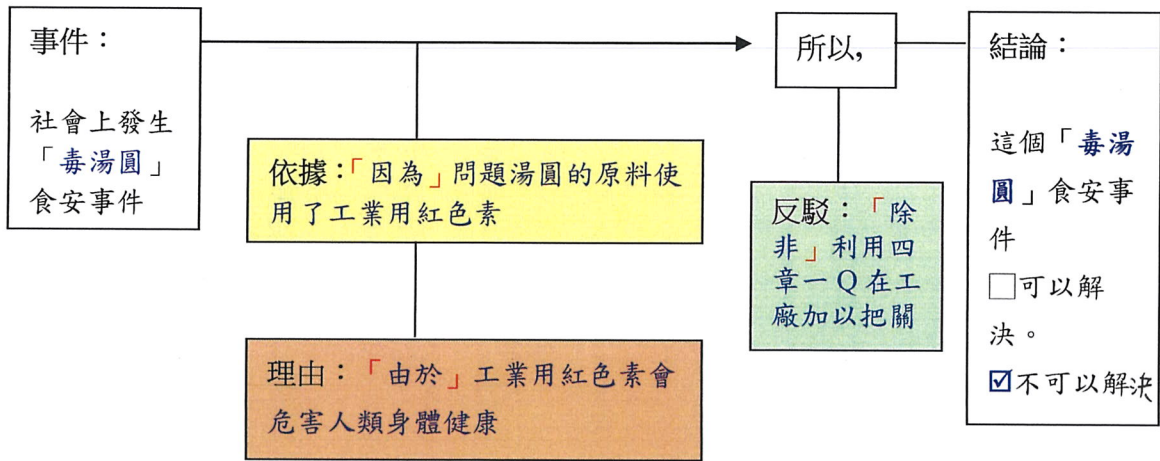 事件：
社會上發生
「毒湯圓」
食安事件
依據：「因為」問題湯圓的原料使
用了工業用紅色素
理由：「由於」工業用紅色素會
危害人類身體健康
所以,
反駁：「除
非」利用四
章一Q在工
廠加以把關
結論：
這個「毒湯
圓」食安事
件
□可以解
決。
☑不可以解決